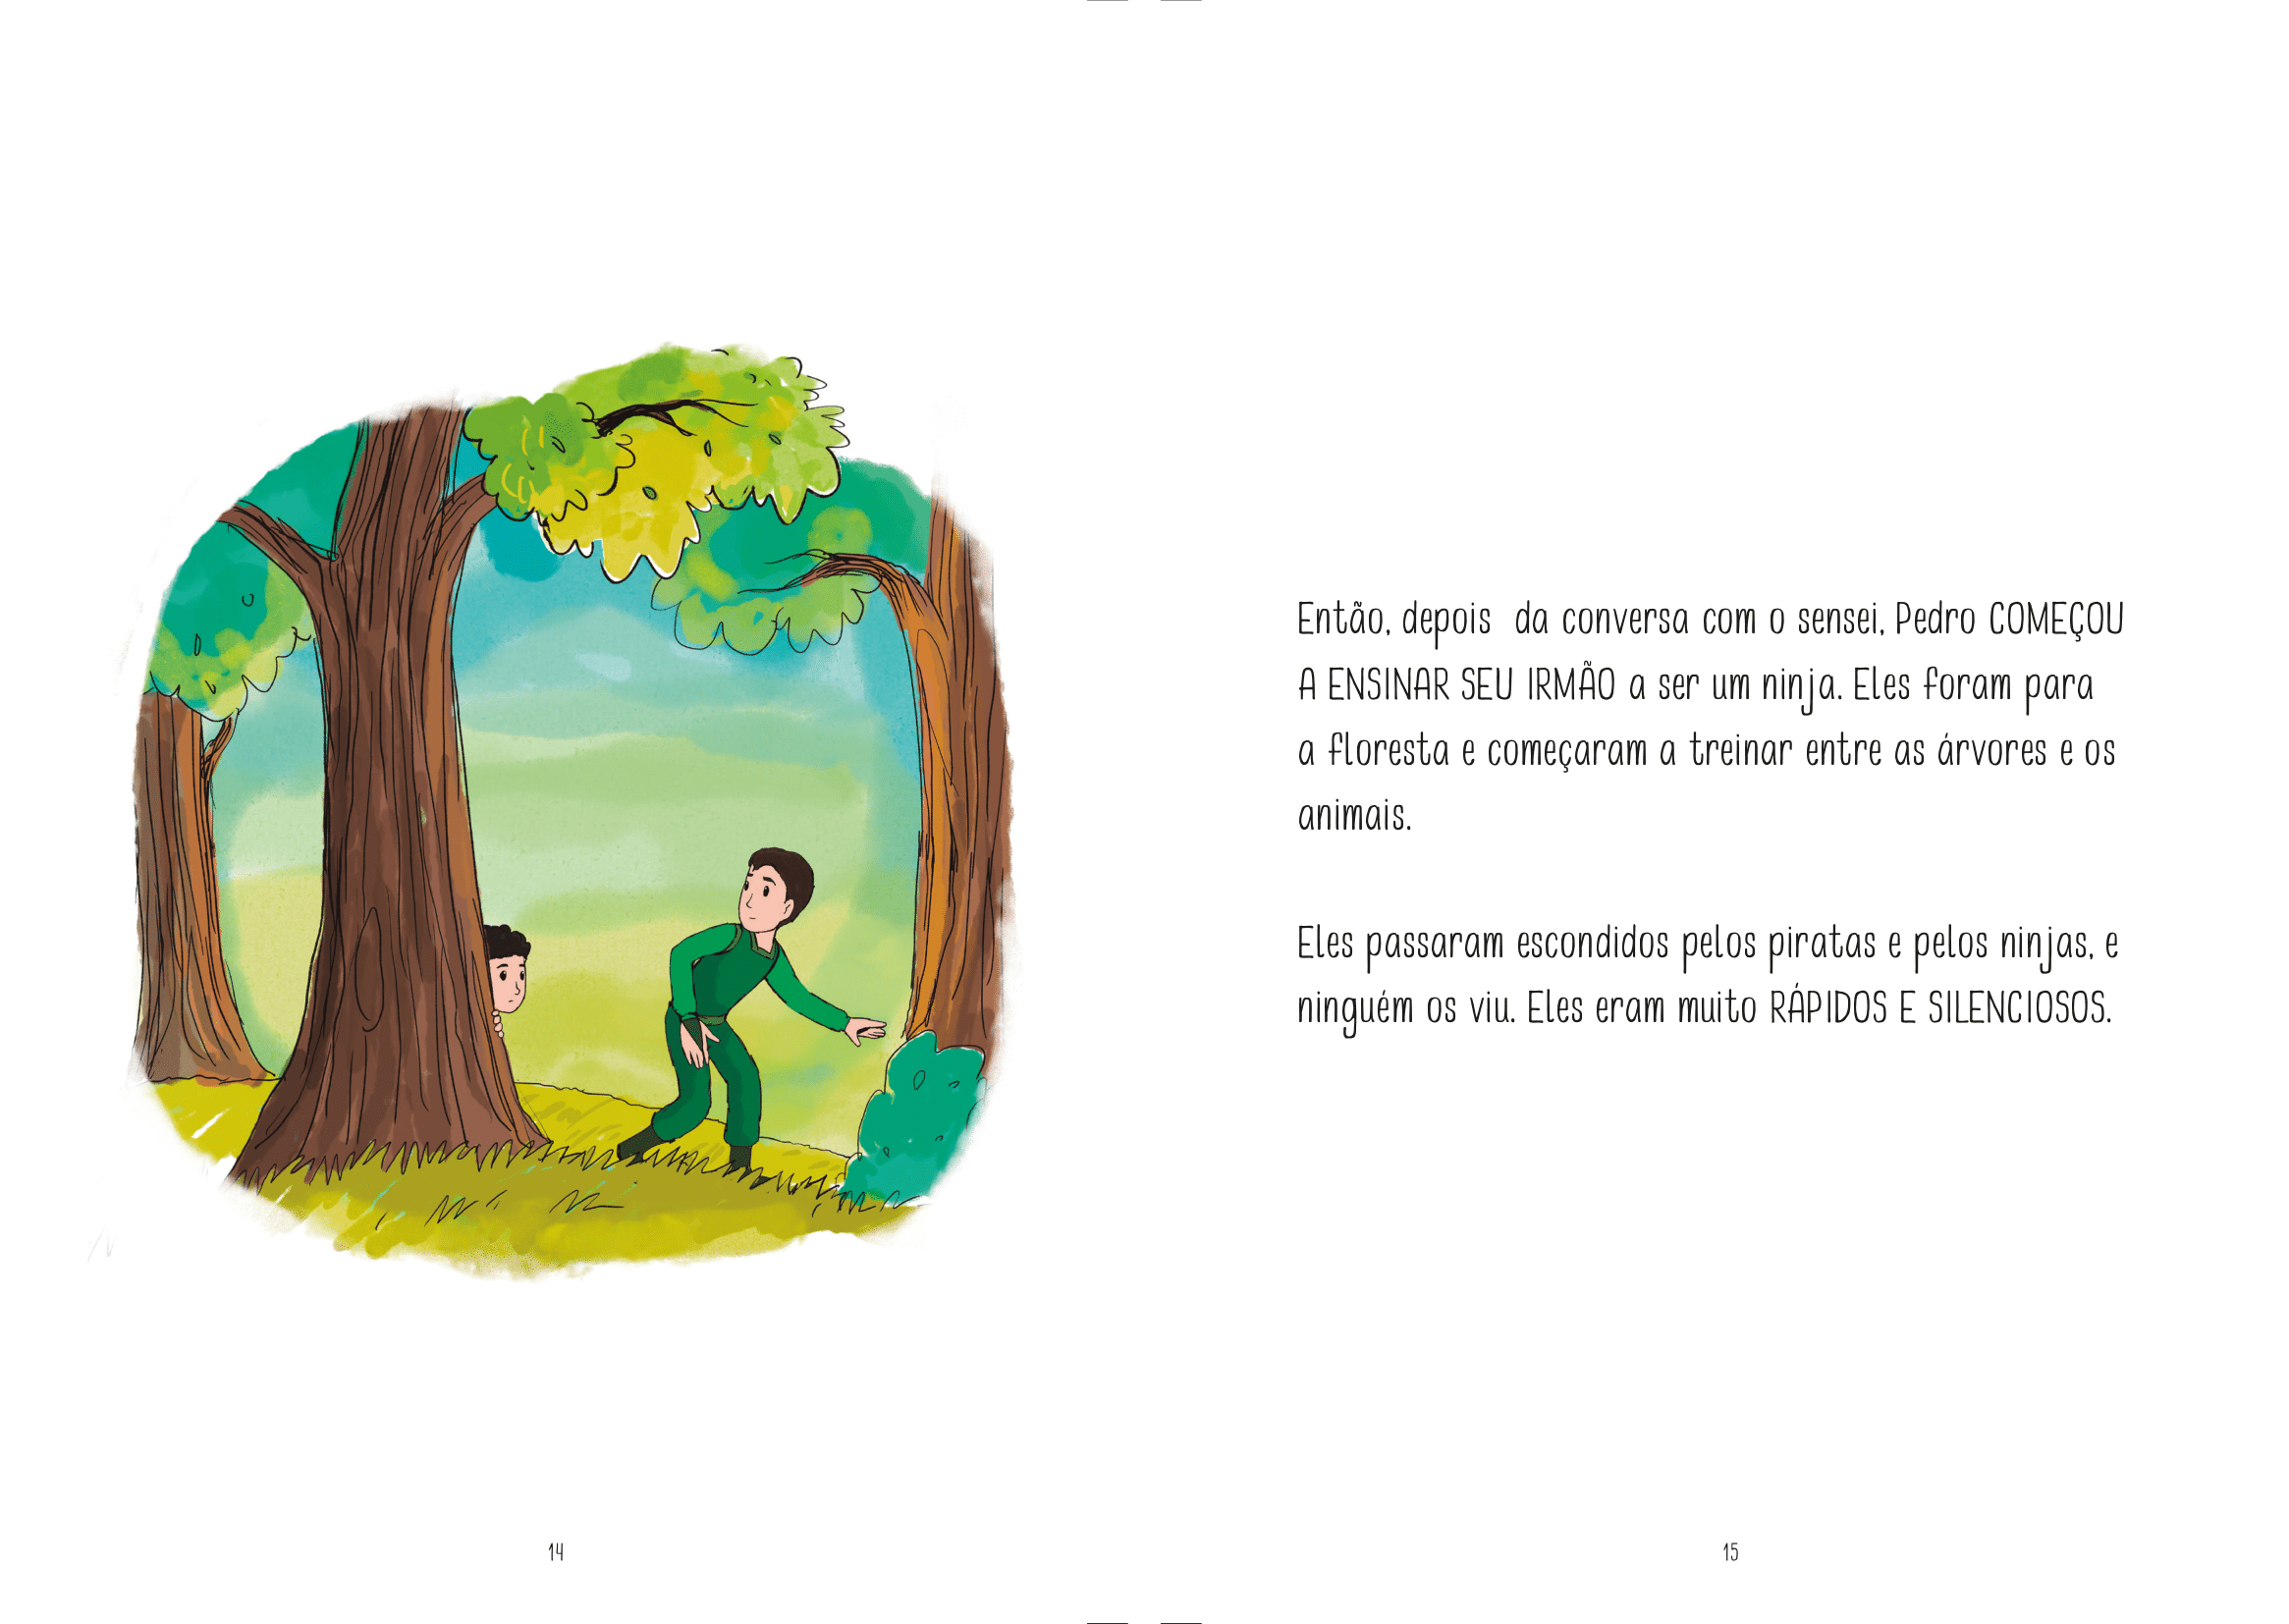 Então, depois  da conversa com o sensei, Pedro COMEÇOU
A ENSINAR SEU IRMÃO a ser um ninja. Eles foram para
a floresta e começaram a treinar entre as árvores e os
animais.
Eles passaram escondidos pelos piratas e pelos ninjas, e
ninguém os viu. Eles eram muito RÁPIDOS E SILENCIOSOS.
14
15